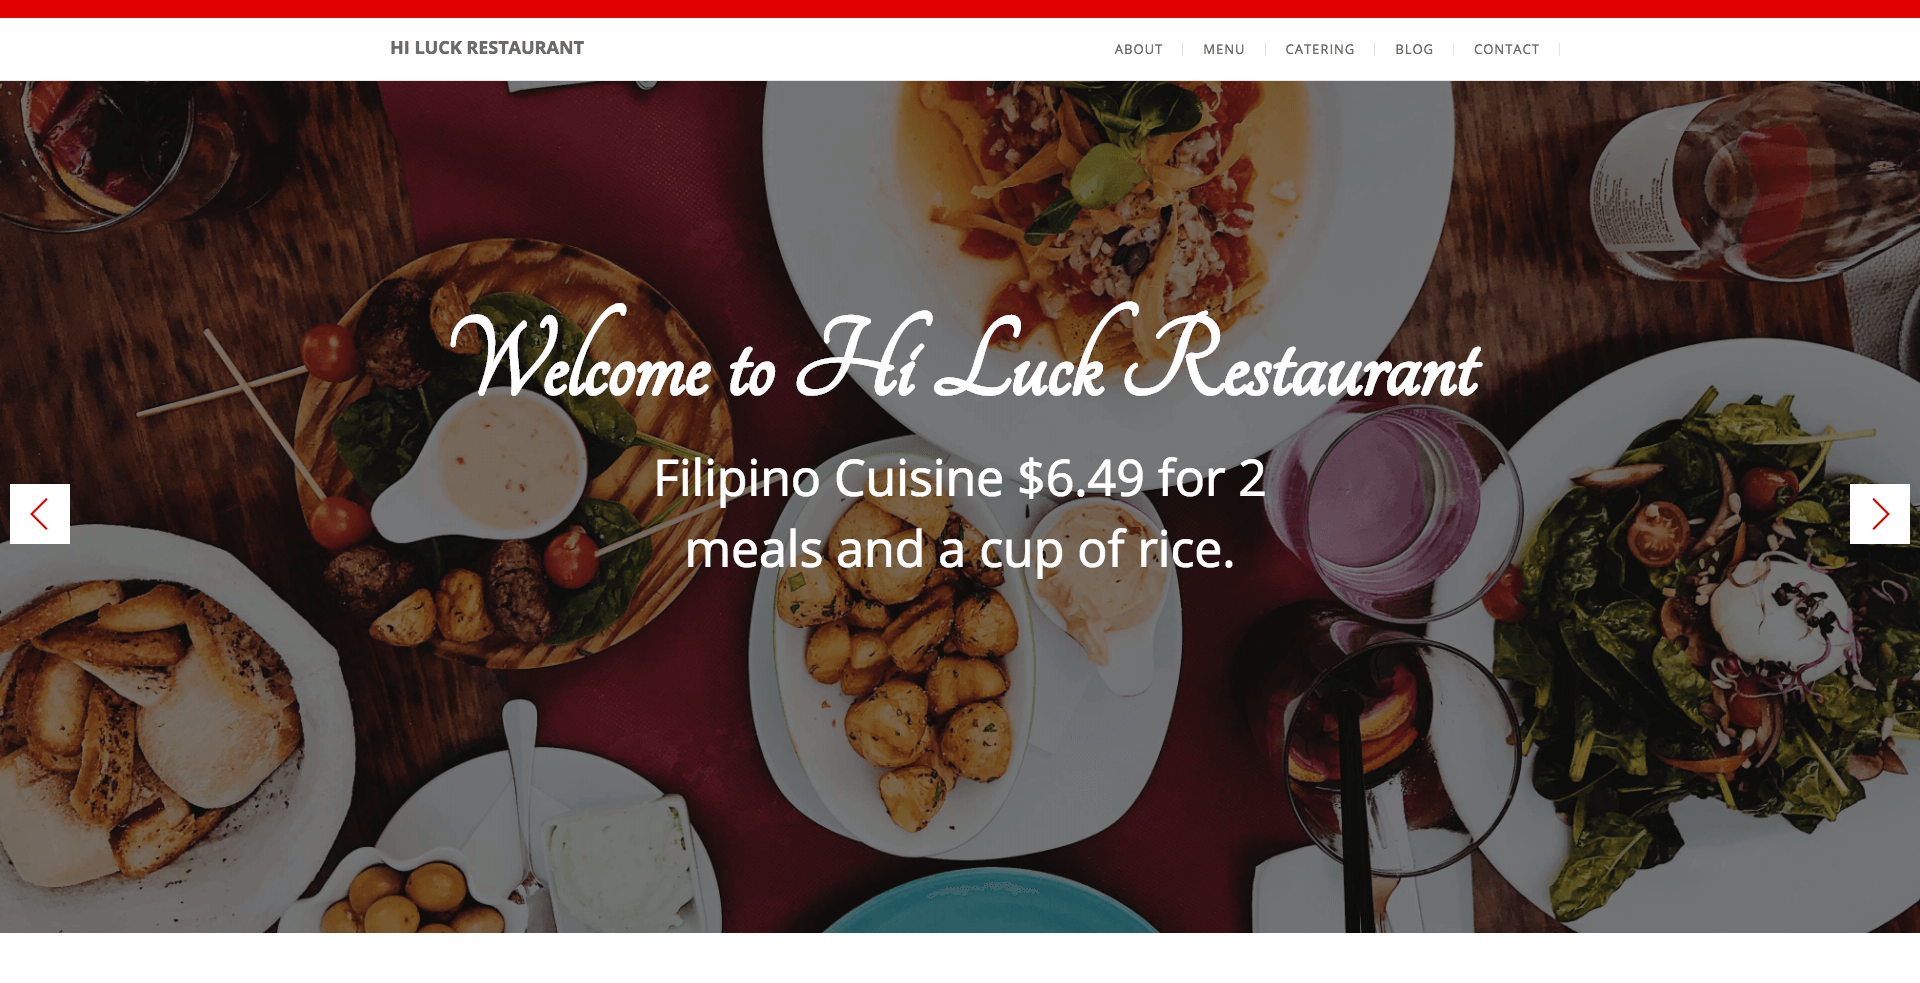 HI LUCK RESTAURANT
ABOUT
MENU
CATERING
BLOG
CONTACT
Welcome to Hi Luck Restaurant
Filipino Cuisine $6.49 for 2
meals and a cup of rice.